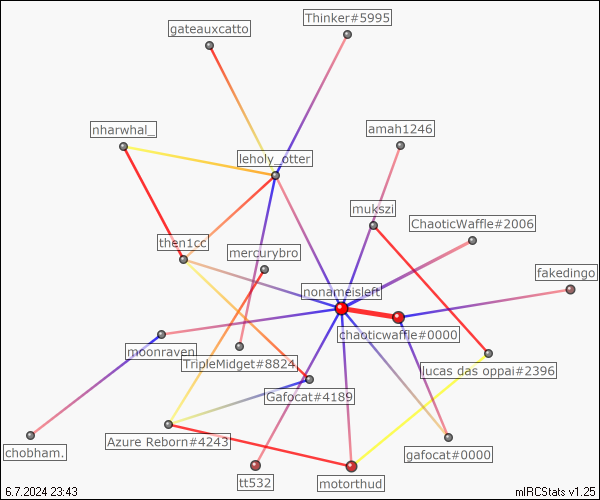 Thinker#5995
gateauxcatto
nharwhal_
amah1246
leholy_otter
mukszi
ChaoticWaffle#2006
then1cc
mercurybro
fakedingo
nonameisleft
chaoticwaffle#0000
moonraven
TripleMidget#8824
lucas das oppai#2396
Gafocat#4189
Azure Reborn#4243
chobham.
gafocat#0000
tt532
motorthud
6.7.2024 23:43
mIRCStats v1.25